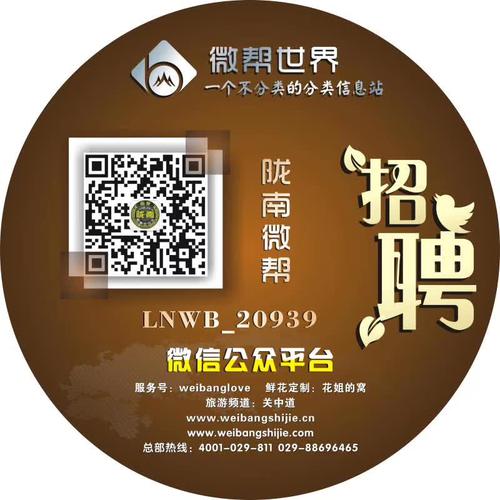 微帮世界
一个不分类的分类信息站
陇南微帮
招聘
LNWB_20939
微信公众平台
服务号：weibanglove 鲜花定制：花姐的窝
旅游频道：关中道
www.weibangshijie.cn
www.weibangshijie.com
总部热线：4001-029-811 029-88696465